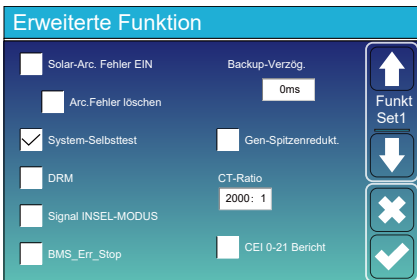 Erweiterte Funktion
Solar-Arc. Fehler EIN
Backup-Verzög.
0ms
Arc.Fehler löschen
Funkt
Set1
System-Selbsttest
Gen-Spitzenredukt.
DRM
CT-Ratio
2000: 1
Signal INSEL-MODUS
BMS_Err_Stop
CEI 0-21 Bericht